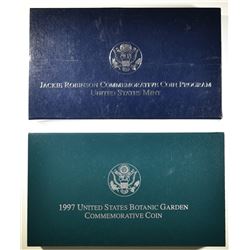 Jackie Robinson Commemorative Coin Program
United States Mint
1997 United States Botanic Garden
Commemorative Coin